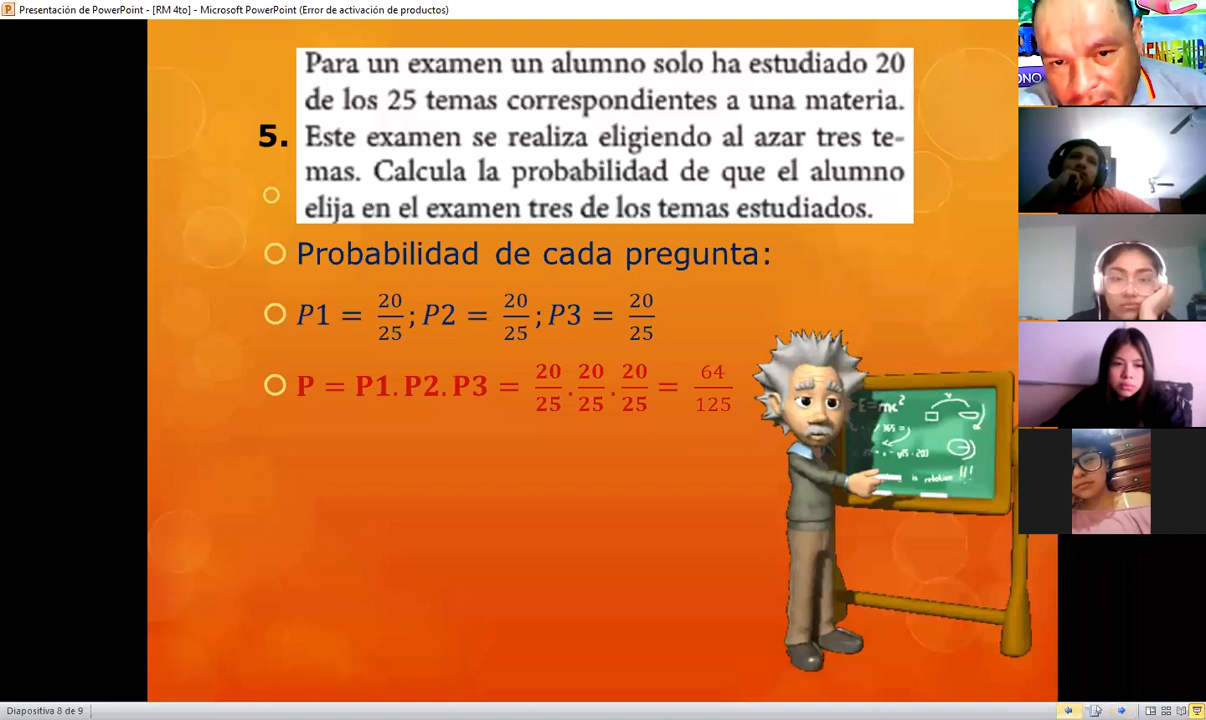 Presentación de PowerPoint - [RM 4to] - Microsoft PowerPoint (Error de activación de productos)
Para un examen un alumno solo ha estudiado 20
de los 25 temas correspondientes a una materia.
5. Este examen se realiza eligiendo al azar tres te-
mas. Calcula la probabilidad de que el alumno
elija en el examen tres de los temas estudiados.
Probabilidad de cada pregunta:
P1 = 20/25; P2 = 20/25; P3 = 20/25
P = P1. P2. P3 = 20/25 . 20/25 . 20/25 = 64/125
E=mc²
is relative !!!
Diapositiva 8 de 9